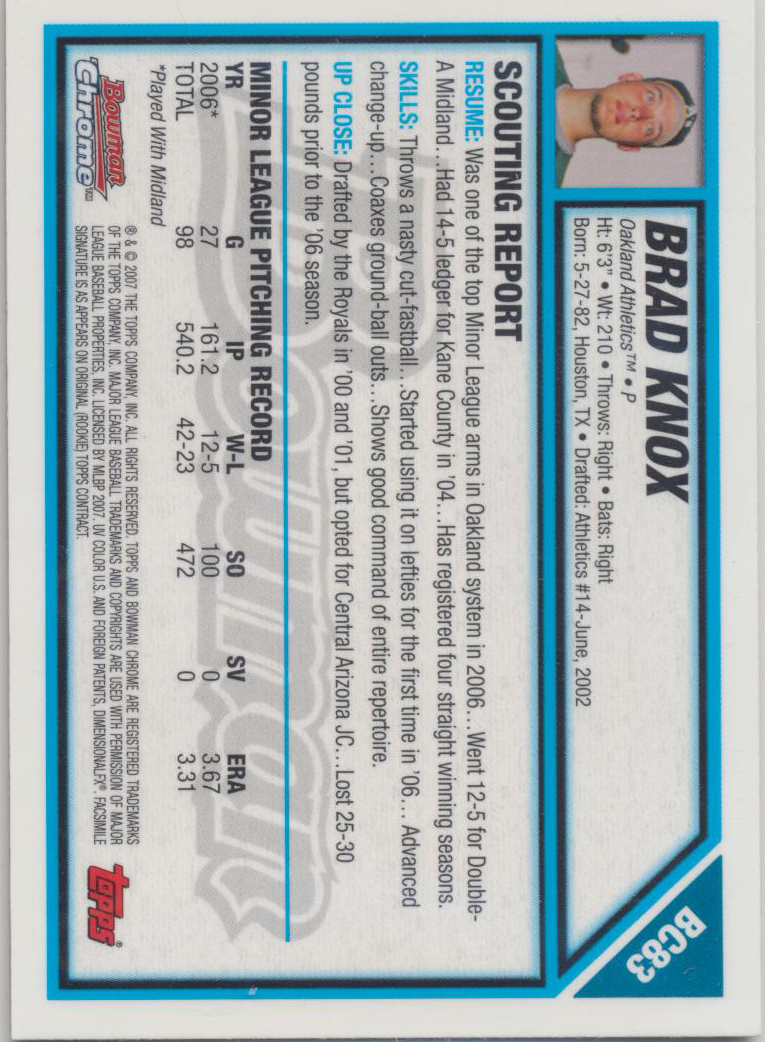 BRAD KNOX
Oakland Athletics™ • P
Ht: 6'3" • Wt: 210 • Throws: Right • Bats: Right
Born: 5-27-82, Houston, TX • Drafted: Athletics #14-June, 2002
BC83
SCOUTING REPORT
RESUME: Was one of the top Minor League arms in Oakland system in 2006...Went 12-5 for Double-
A Midland...Had 14-5 ledger for Kane County in '04...Has registered four straight winning seasons.
SKILLS: Throws a nasty cut-fastball...Started using it on lefties for the first time in '06... Advanced
change-up...Coaxes ground-ball outs...Shows good command of entire repertoire.
UP CLOSE: Drafted by the Royals in '00 and '01, but opted for Central Arizona JC...Lost 25-30
pounds prior to the '06 season.
MINOR LEAGUE PITCHING RECORD
YR G IP W-L SO SV ERA
2006* 27 161.2 12-5 100 0 3.67
TOTAL 98 540.2 42-23 472 0 3.31
*Played With Midland
Bowman
Chrome™
® & © 2007 THE TOPPS COMPANY, INC. ALL RIGHTS RESERVED. TOPPS AND BOWMAN CHROME ARE REGISTERED TRADEMARKS
OF THE TOPPS COMPANY, INC. MAJOR LEAGUE BASEBALL TRADEMARKS AND COPYRIGHTS ARE USED WITH PERMISSION OF MAJOR
LEAGUE BASEBALL PROPERTIES, INC. LICENSED BY MLBP 2007. UV COLOR U.S. AND FOREIGN PATENTS. DIMENSIONALFX®. FACSIMILE
SIGNATURE IS AS APPEARS ON ORIGINAL (ROOKIE) TOPPS CONTRACT.
topps®
Bowman